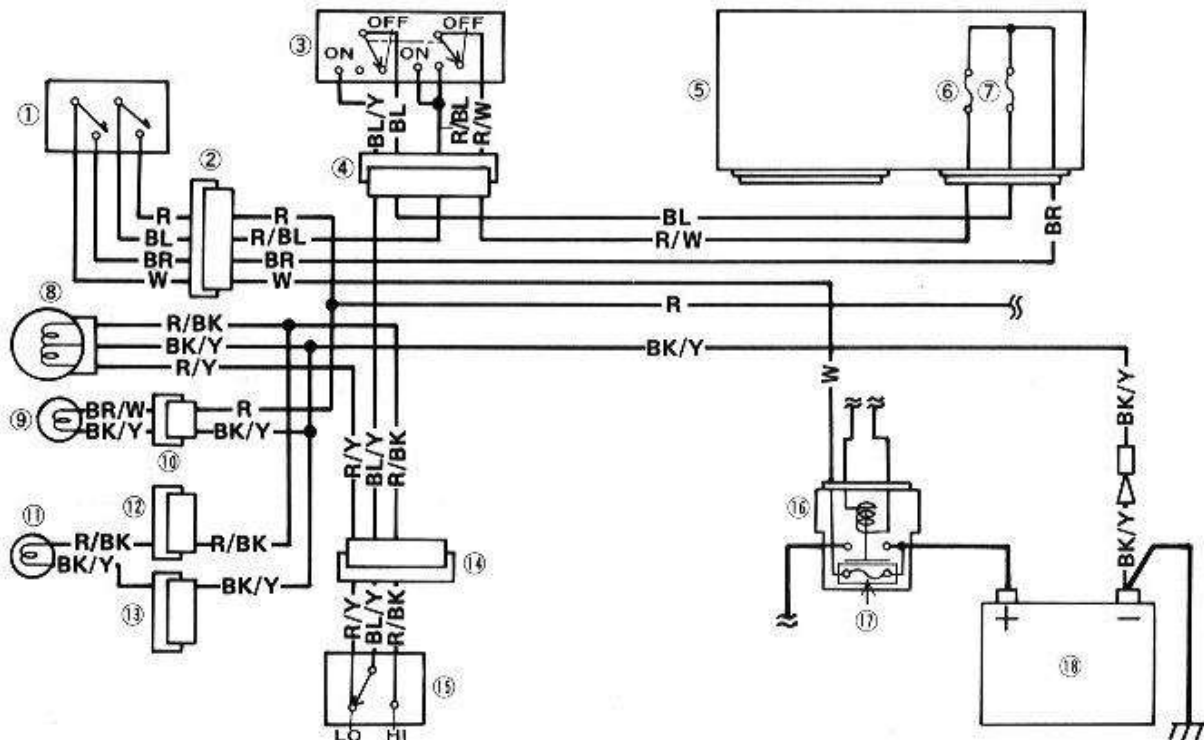 OFF OFF
③ ON ON
① ② ④ ⑤ ⑥ ⑦
BL/Y BL R/BL R/W
R R BL
BL R/BL R/W
BR BR BR
W W
⑧ R
R/BK
BK/Y BK/Y
R/Y W BK/Y
⑨ BR/W R
BK/Y BK/Y
⑩ R/Y BL/Y R/BK
⑪ ⑫ ⑯
R/BK R/BK BK/Y
BK/Y ⑭
BK/Y
⑬ ⑰ + −
R/Y BL/Y R/BK
⑮ ⑱
LO HI